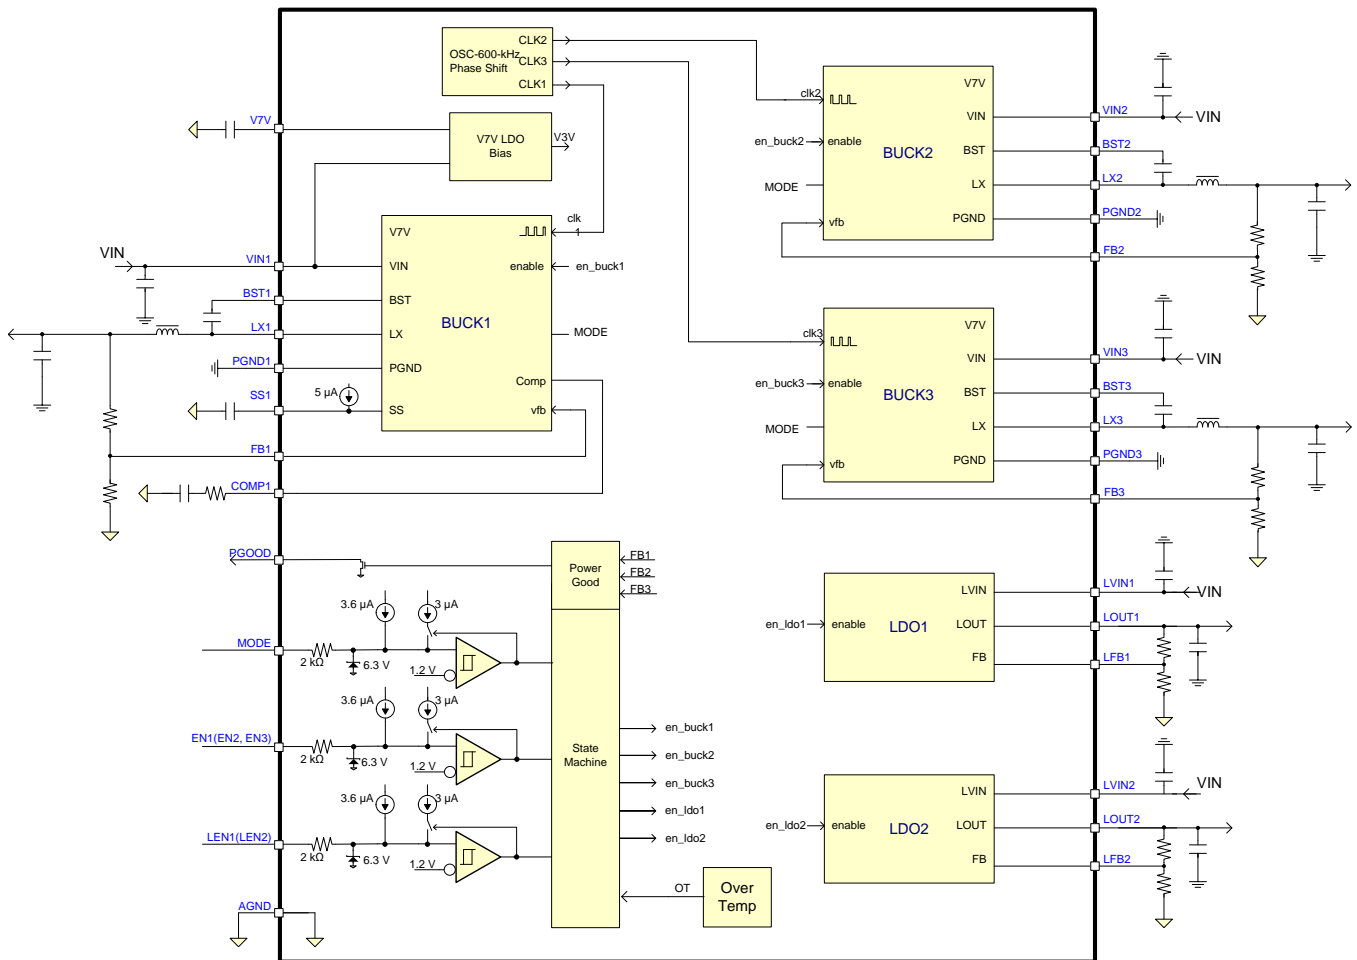 CLK2
OSC-600-kHz
CLK3
Phase Shift
CLK1
V7V
V7V LDO
Bias
V3V
clk
1
V7V
VIN
VIN1
VIN
enable
en_buck1
BST1
BST
BUCK1
LX1
LX
MODE
PGND1
PGND
Comp
5 µA
SS1
SS
vfb
FB1
COMP1
V7V
clk2
VIN
VIN2
VIN
en_buck2
enable
BUCK2
BST
BST2
MODE
LX
LX2
vfb
PGND
PGND2
FB2
V7V
clk3
VIN
VIN3
VIN
en_buck3
enable
BUCK3
BST
BST3
MODE
LX
LX3
vfb
PGND
PGND3
FB3
PGOOD
Power
Good
FB1
FB2
FB3
3.6 µA
3 µA
MODE
2 kΩ
6.3 V
1.2 V
3.6 µA
3 µA
EN1(EN2, EN3)
2 kΩ
6.3 V
1.2 V
3.6 µA
3 µA
LEN1(LEN2)
2 kΩ
6.3 V
1.2 V
State
Machine
en_buck1
en_buck2
en_buck3
en_ldo1
en_ldo2
OT
Over
Temp
AGND
LVIN
LVIN1
VIN
en_ldo1
enable
LDO1
LOUT
LOUT1
FB
LFB1
LVIN
LVIN2
VIN
en_ldo2
enable
LDO2
LOUT
LOUT2
FB
LFB2